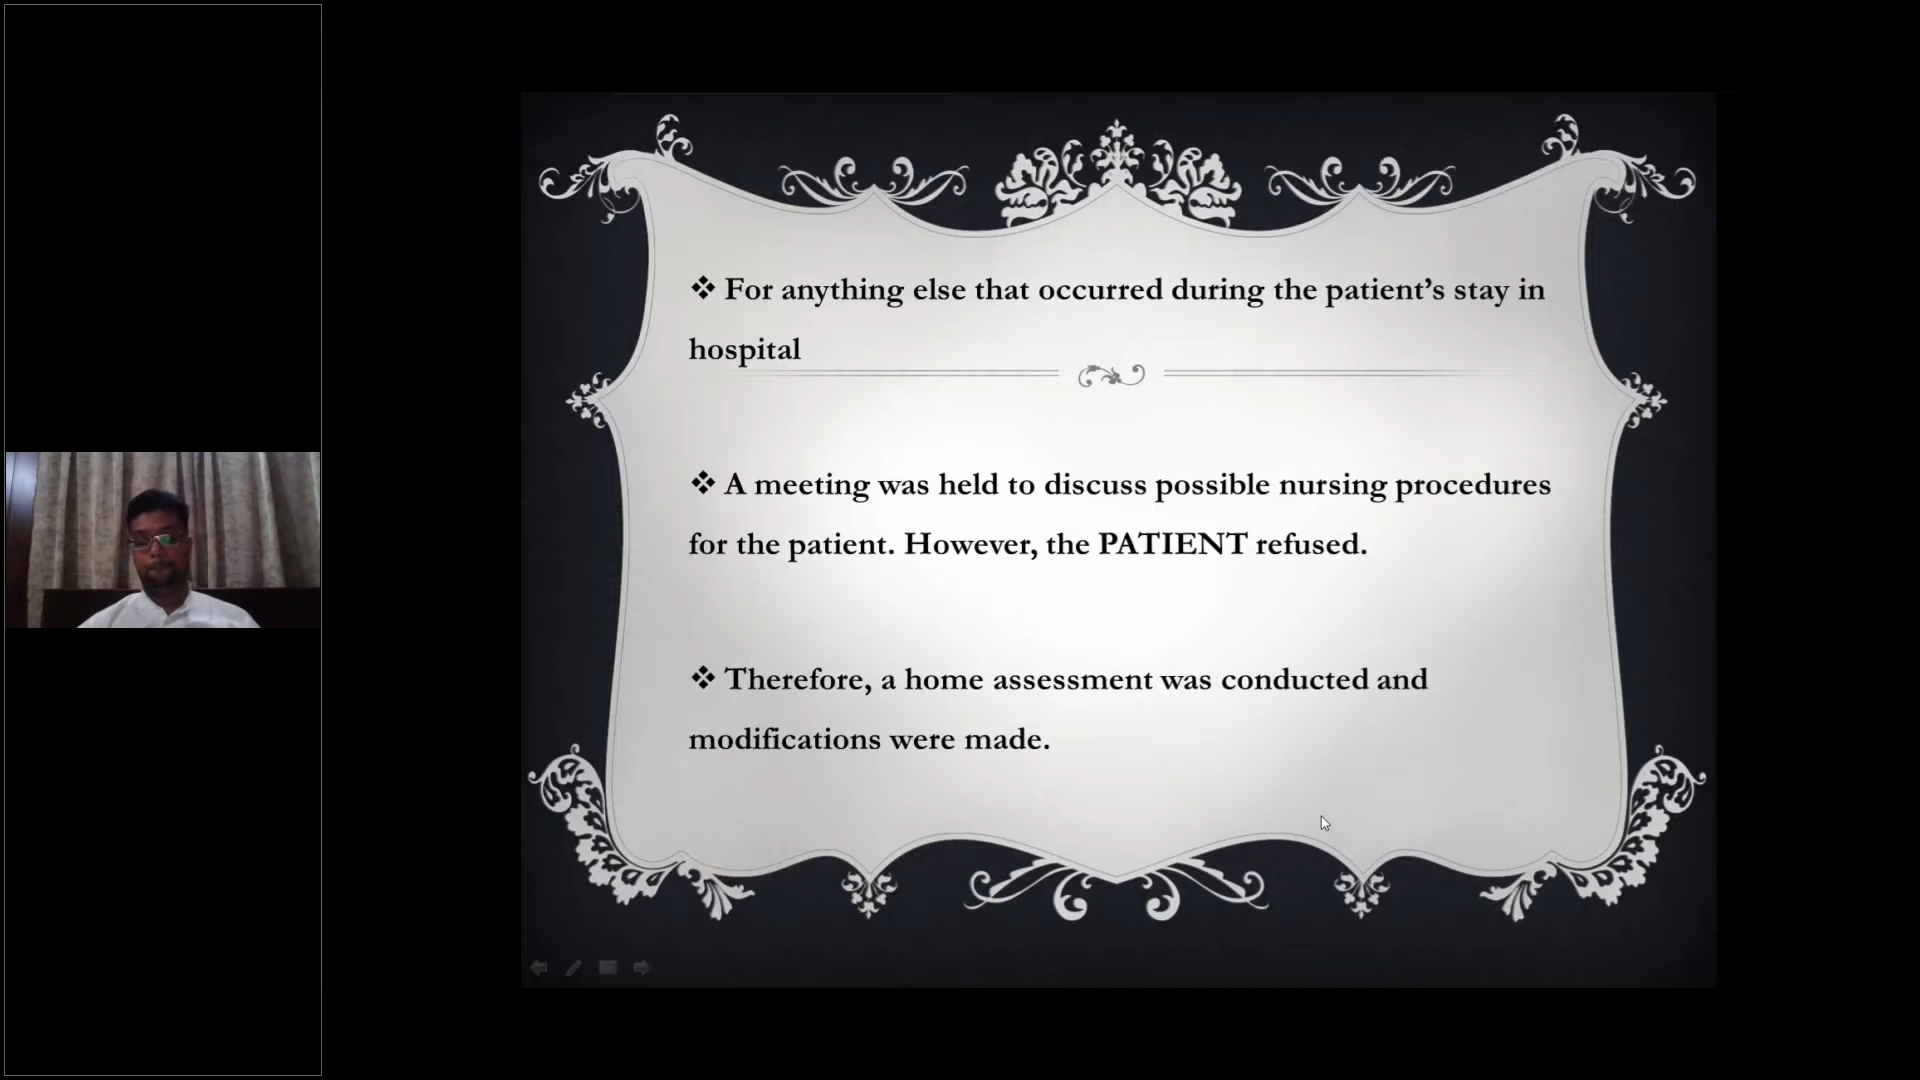 ❖ For anything else that occurred during the patient’s stay in
hospital
❖ A meeting was held to discuss possible nursing procedures
for the patient. However, the PATIENT refused.
❖ Therefore, a home assessment was conducted and
modifications were made.